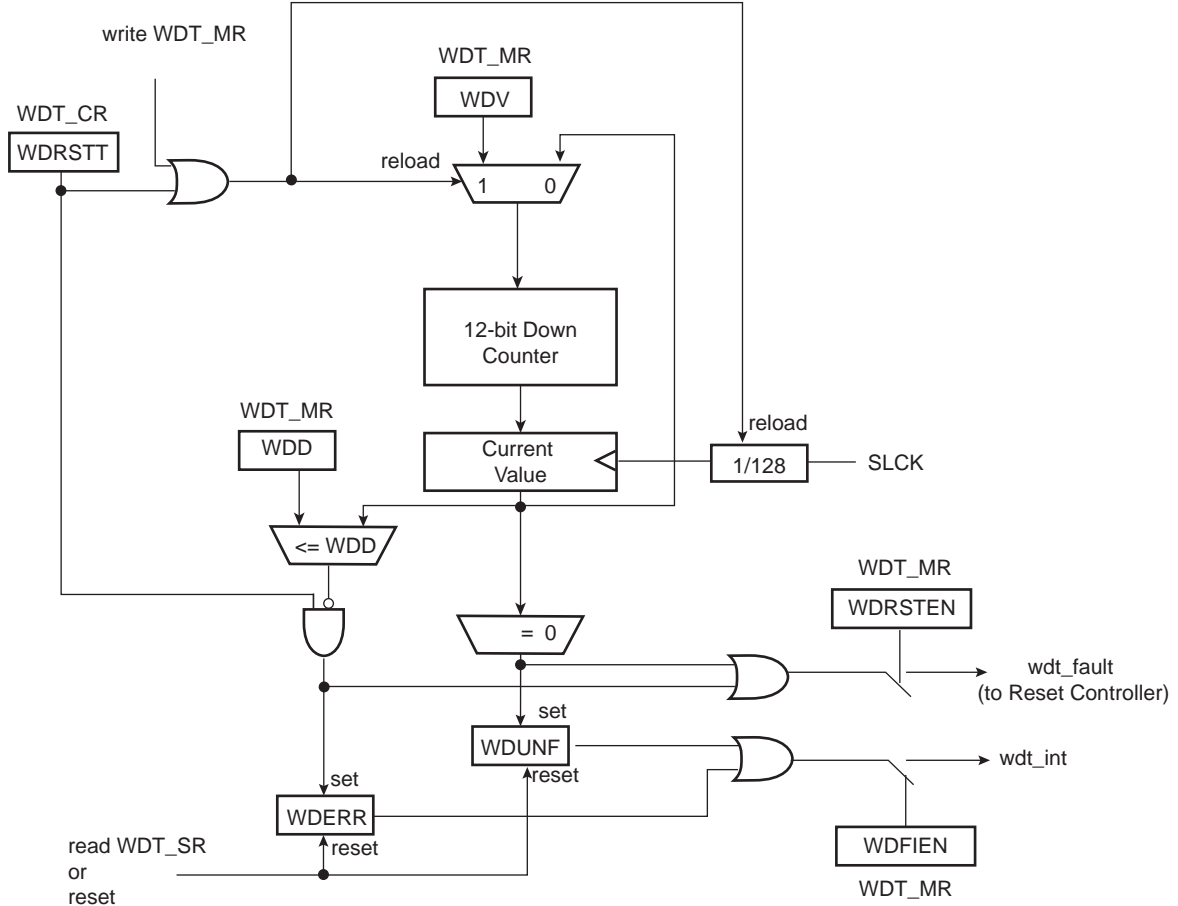 write WDT_MR
WDT_MR
WDV
WDT_CR
WDRSTT
reload
1 0
12-bit Down
Counter
WDT_MR
WDD
Current
Value
reload
1/128
SLCK
<= WDD
WDT_MR
WDRSTEN
= 0
wdt_fault
(to Reset Controller)
set
WDUNF
reset
wdt_int
set
WDERR
reset
WDFIEN
WDT_MR
read WDT_SR
or
reset